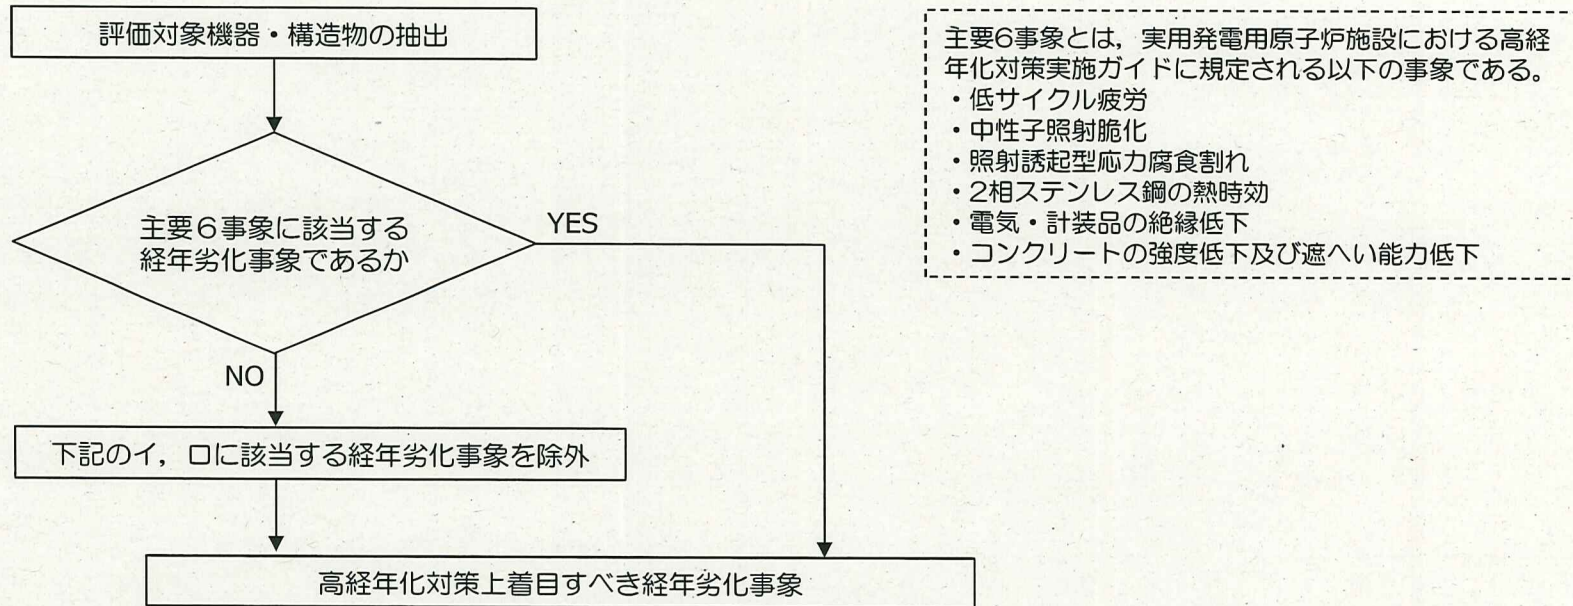 評価対象機器・構造物の抽出
主要6事象とは，実用発電用原子炉施設における高経
年化対策実施ガイドに規定される以下の事象である。
・低サイクル疲労
・中性子照射脆化
・照射誘起型応力腐食割れ
・2相ステンレス鋼の熱時効
・電気・計装品の絶縁低下
・コンクリートの強度低下及び遮へい能力低下
主要６事象に該当する
経年劣化事象であるか
YES
NO
下記のイ，ロに該当する経年劣化事象を除外
高経年化対策上着目すべき経年劣化事象